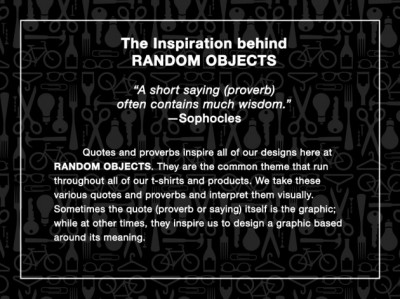 The Inspiration behind
RANDOM OBJECTS
“A short saying (proverb)
often contains much wisdom.”
—Sophocles
Quotes and proverbs inspire all of our designs here at
RANDOM OBJECTS. They are the common theme that run
throughout all of our t-shirts and products. We take these
various quotes and proverbs and interpret them visually.
Sometimes the quote (proverb or saying) itself is the graphic;
while at other times, they inspire us to design a graphic based
around its meaning.